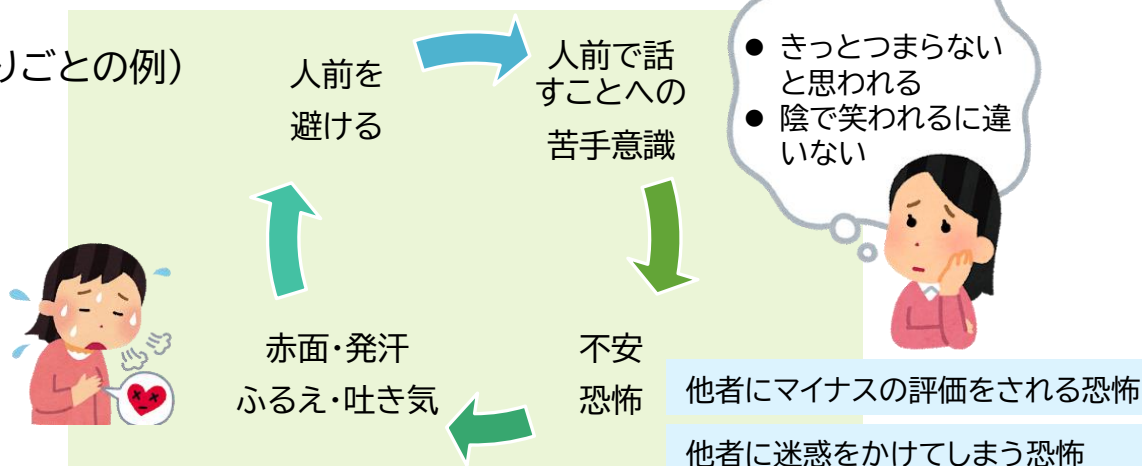 りごとの例）
人前を
避ける
人前で話
すことへの
苦手意識
● きっとつまらない
と思われる
● 陰で笑われるに違
いない
赤面・発汗
ふるえ・吐き気
不安
恐怖
他者にマイナスの評価をされる恐怖
他者に迷惑をかけてしまう恐怖